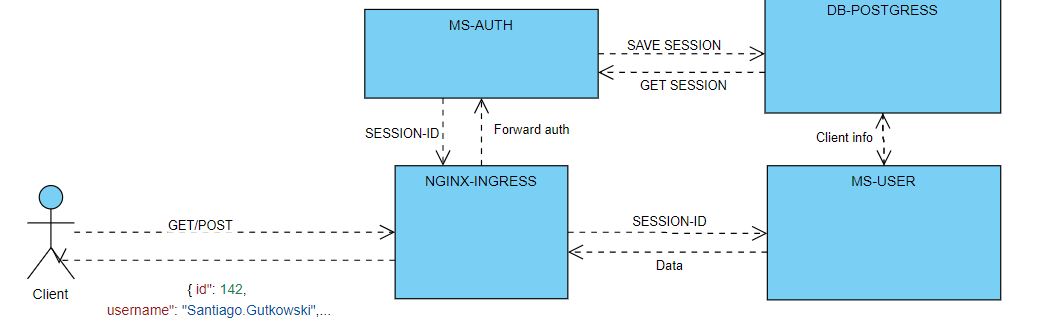 DB-POSTGRESS
MS-AUTH
SAVE SESSION
GET SESSION
SESSION-ID
Forward auth
Client info
NGINX-INGRESS
MS-USER
GET/POST
SESSION-ID
Data
Client
{ id": 142,
username": "Santiago.Gutkowski",...